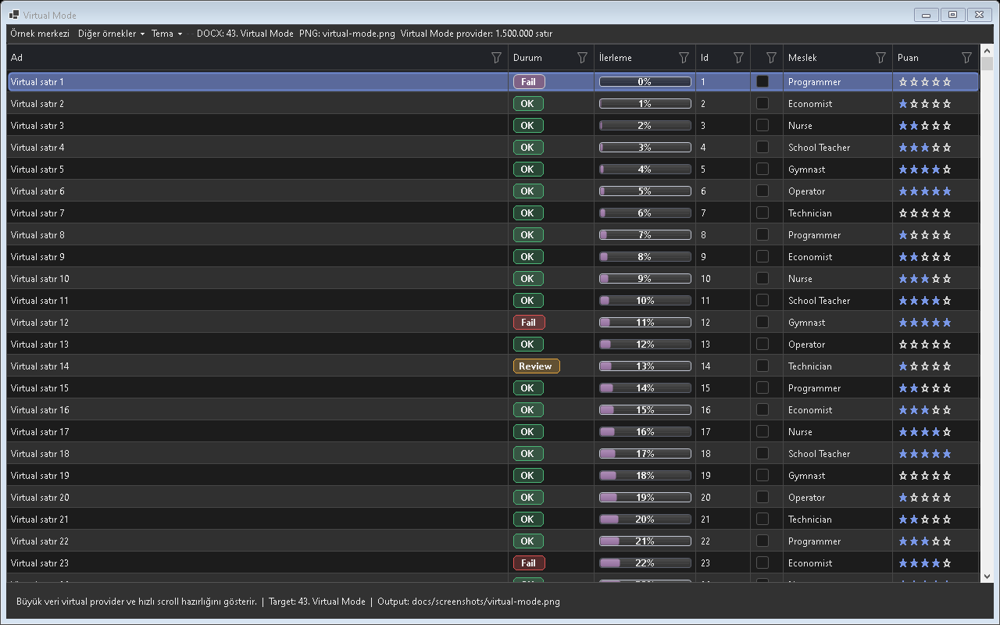 Virtual Mode
Örnek merkezi Diğer örnekler Tema DOCX: 43. Virtual Mode PNG: virtual-mode.png Virtual Mode provider: 1.500.000 satır
Ad Durum İlerleme Id Meslek Puan
Virtual satır 1 Fail 0% 1 Programmer
Virtual satır 2 OK 1% 2 Economist
Virtual satır 3 OK 2% 3 Nurse
Virtual satır 4 OK 3% 4 School Teacher
Virtual satır 5 OK 4% 5 Gymnast
Virtual satır 6 OK 5% 6 Operator
Virtual satır 7 OK 6% 7 Technician
Virtual satır 8 OK 7% 8 Programmer
Virtual satır 9 OK 8% 9 Economist
Virtual satır 10 OK 9% 10 Nurse
Virtual satır 11 OK 10% 11 School Teacher
Virtual satır 12 Fail 11% 12 Gymnast
Virtual satır 13 OK 12% 13 Operator
Virtual satır 14 Review 13% 14 Technician
Virtual satır 15 OK 14% 15 Programmer
Virtual satır 16 OK 15% 16 Economist
Virtual satır 17 OK 16% 17 Nurse
Virtual satır 18 OK 17% 18 School Teacher
Virtual satır 19 OK 18% 19 Gymnast
Virtual satır 20 OK 19% 20 Operator
Virtual satır 21 OK 20% 21 Technician
Virtual satır 22 OK 21% 22 Programmer
Virtual satır 23 Fail 22% 23 Economist
Büyük veri virtual provider ve hızlı scroll hazırlığını gösterir. | Target: 43. Virtual Mode | Output: docs/screenshots/virtual-mode.png